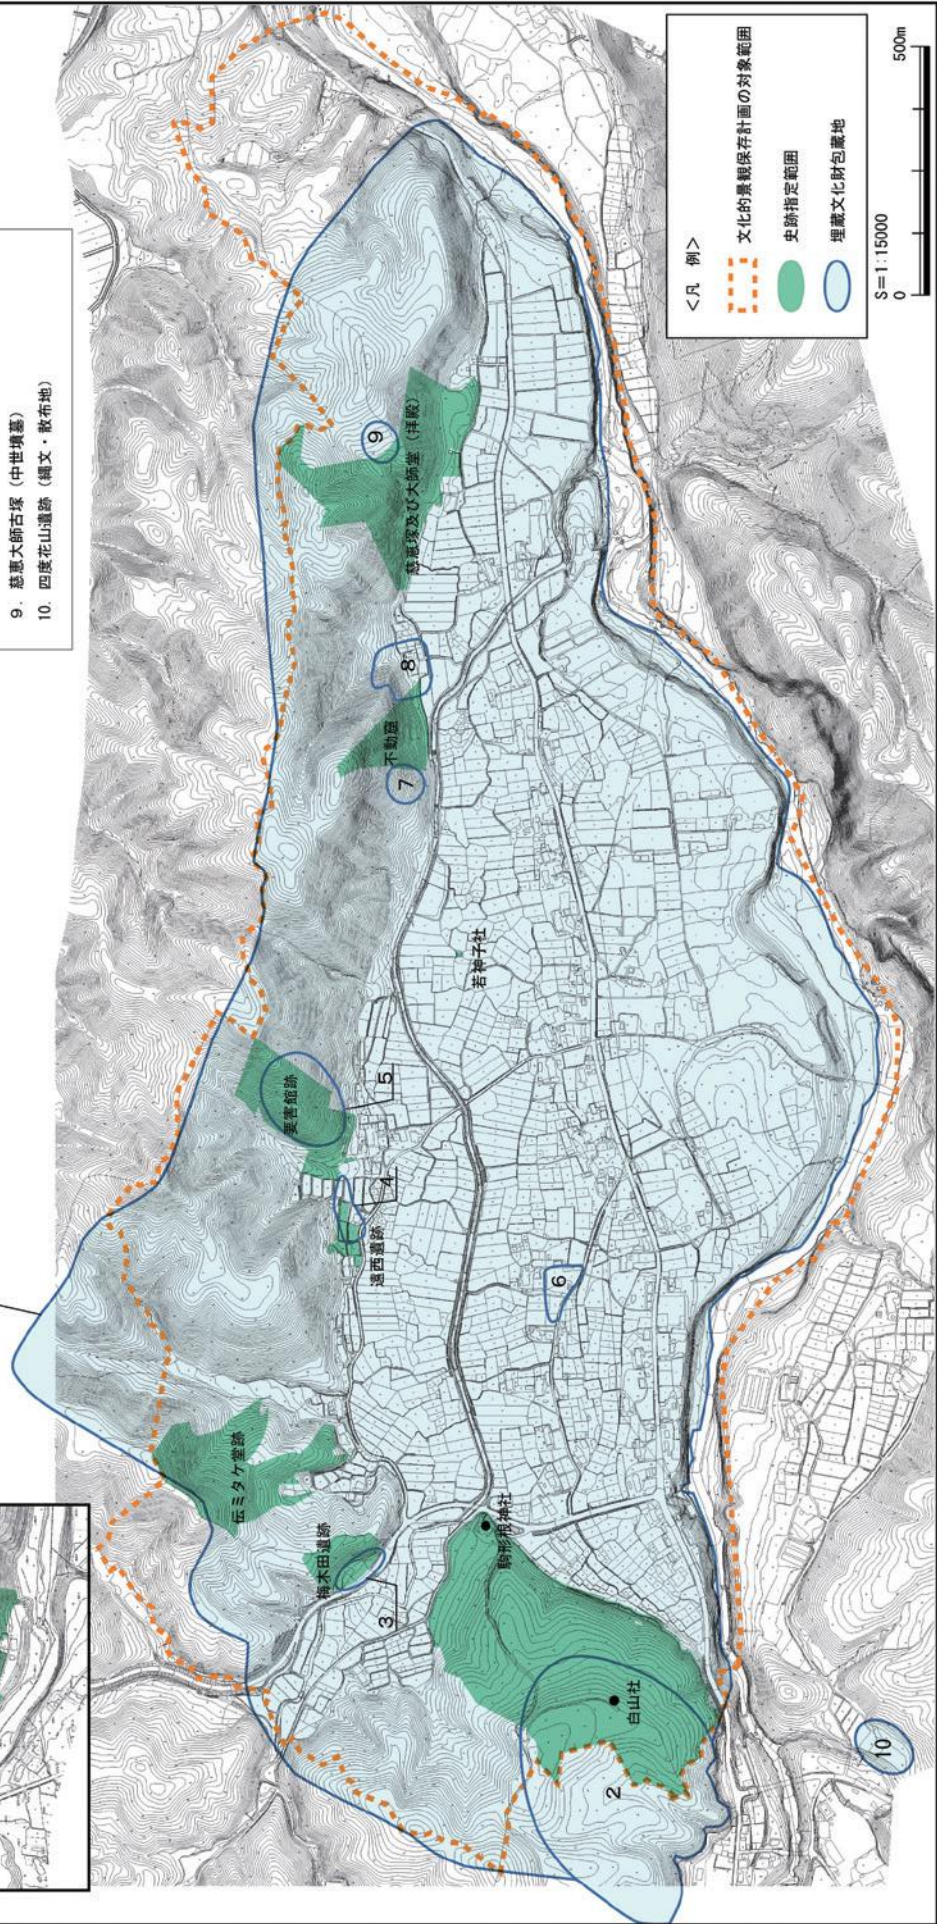 9．慈恵大師古塚（中世墳墓）
10．四度花山遺跡（縄文・散布地）
伝ミタケ堂跡
梅木田遺跡
3
駒形根神社
白山社
2
10
遠西遺跡
4
要害館跡
5
6
若神子社
不動窟
7
8
9
慈恵塚及び大師堂（拝殿）
＜凡　例＞
文化的景観保存計画の対象範囲
史跡指定範囲
埋蔵文化財包蔵地
S＝1：15000
0
500m